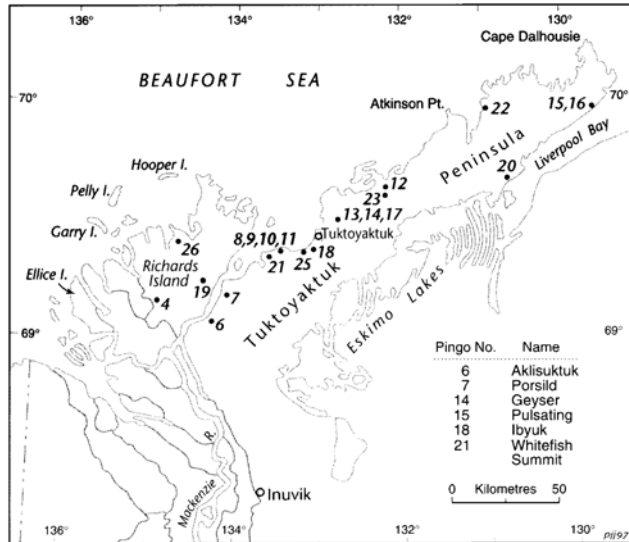 136° 134° 132° 130°
Cape Dalhousie
BEAUFORT SEA
70° 70°
Atkinson Pt.
22
15,16
Peninsula
Liverpool Bay
Hooper I.
20
12
Pelly I.
23
13,14,17
Garry I.
8,9,10,11
Tuktoyaktuk
26
18
21
25
Ellice I.
Richards
Island
19
7
4
6
Tuktoyaktuk
Eskimo Lakes
69° 69°
Pingo No. Name
6 Aklisuktuk
7 Porsild
14 Geyser
15 Pulsating
18 Ibyuk
21 Whitefish
Summit
R.
Mackenzie
Inuvik
0 Kilometres 50
136° 134° 132° 130°
PJJ97